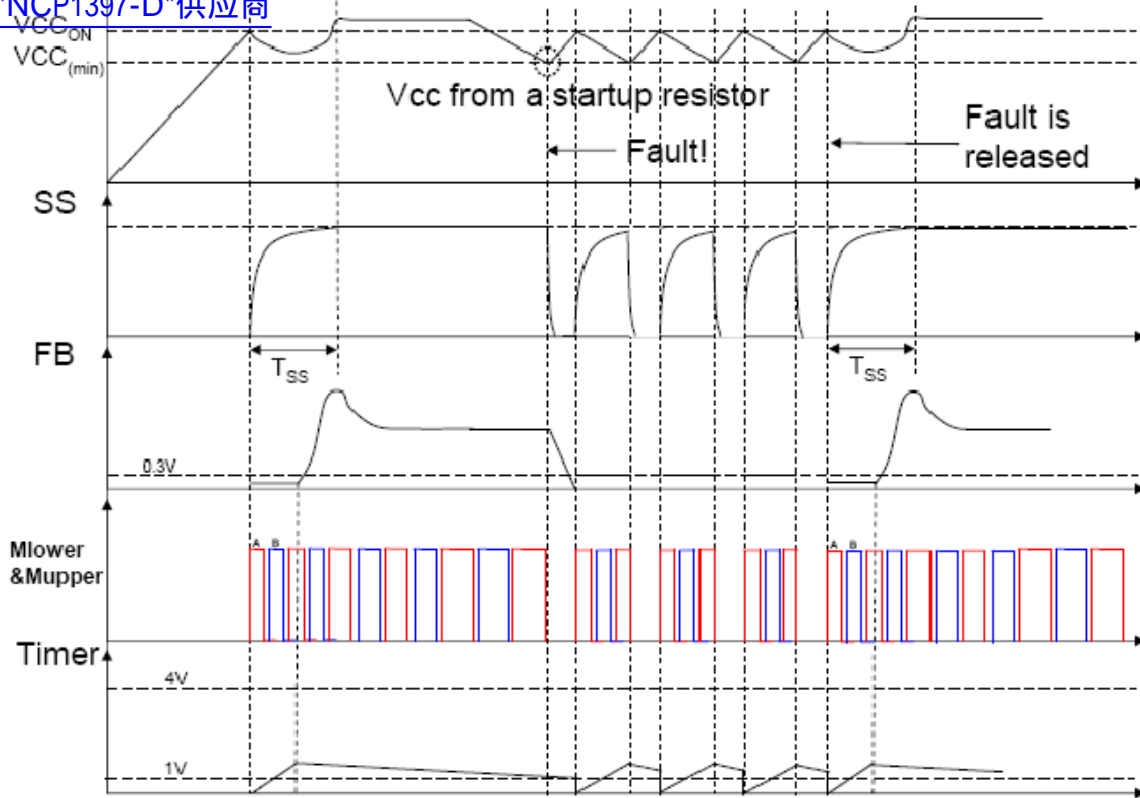 "NCP1397-D"供应商
VCC_ON
VCC_(min)
Vcc from a startup resistor
Fault!
Fault is
released
SS
T_SS
T_SS
FB
0.3V
A B
A B
Mlower
&Mupper
Timer
4V
1V